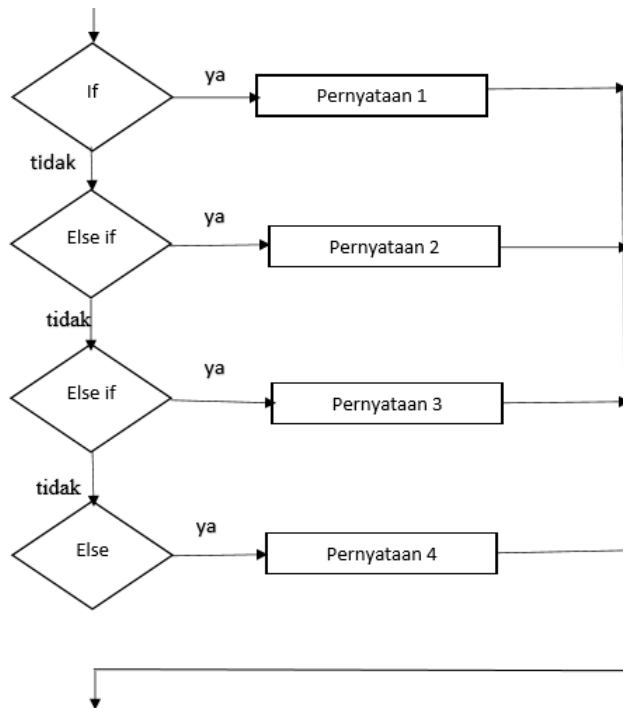 If
ya
Pernyataan 1
tidak
Else if
ya
Pernyataan 2
tidak
Else if
ya
Pernyataan 3
tidak
Else
ya
Pernyataan 4